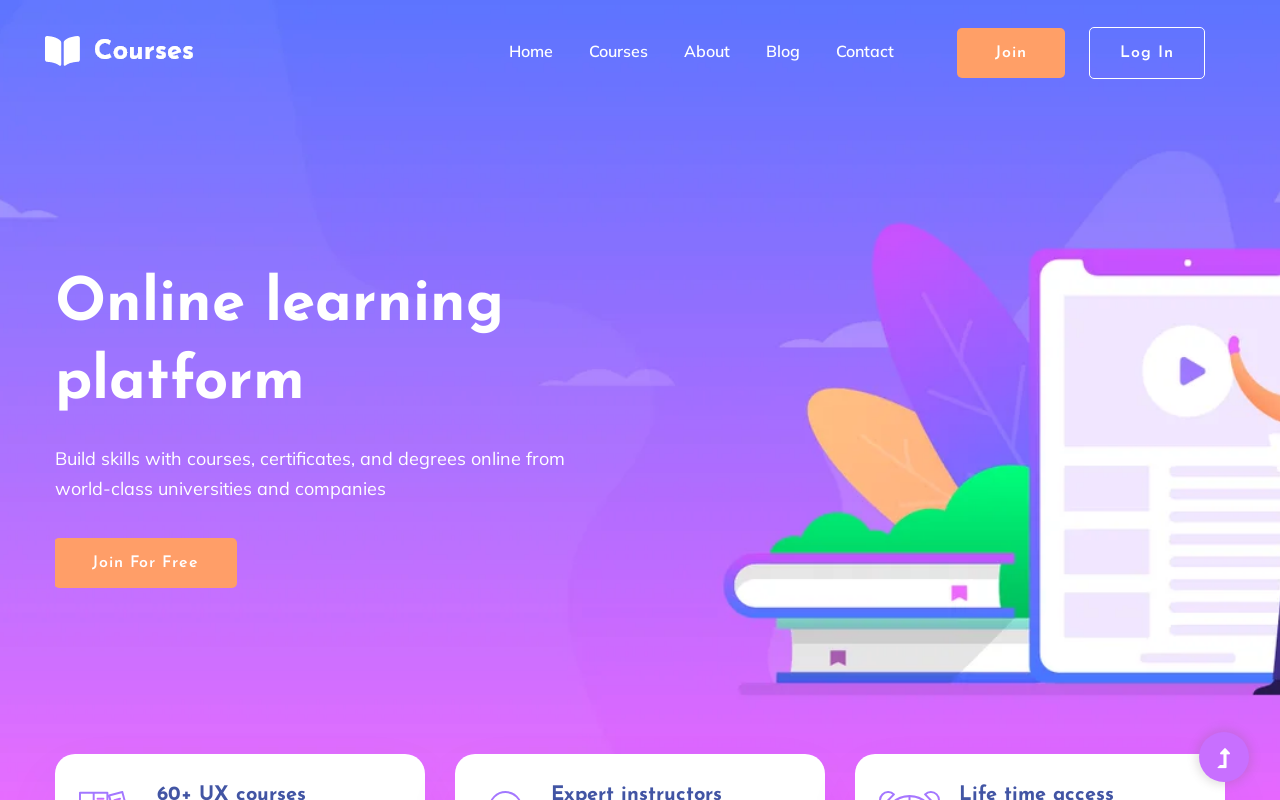 Courses
Home
Courses
About
Blog
Contact
Join
Log In
Online learning
platform
Build skills with courses, certificates, and degrees online from
world-class universities and companies
Join For Free
60+ UX courses
Expert instructors
Life time access